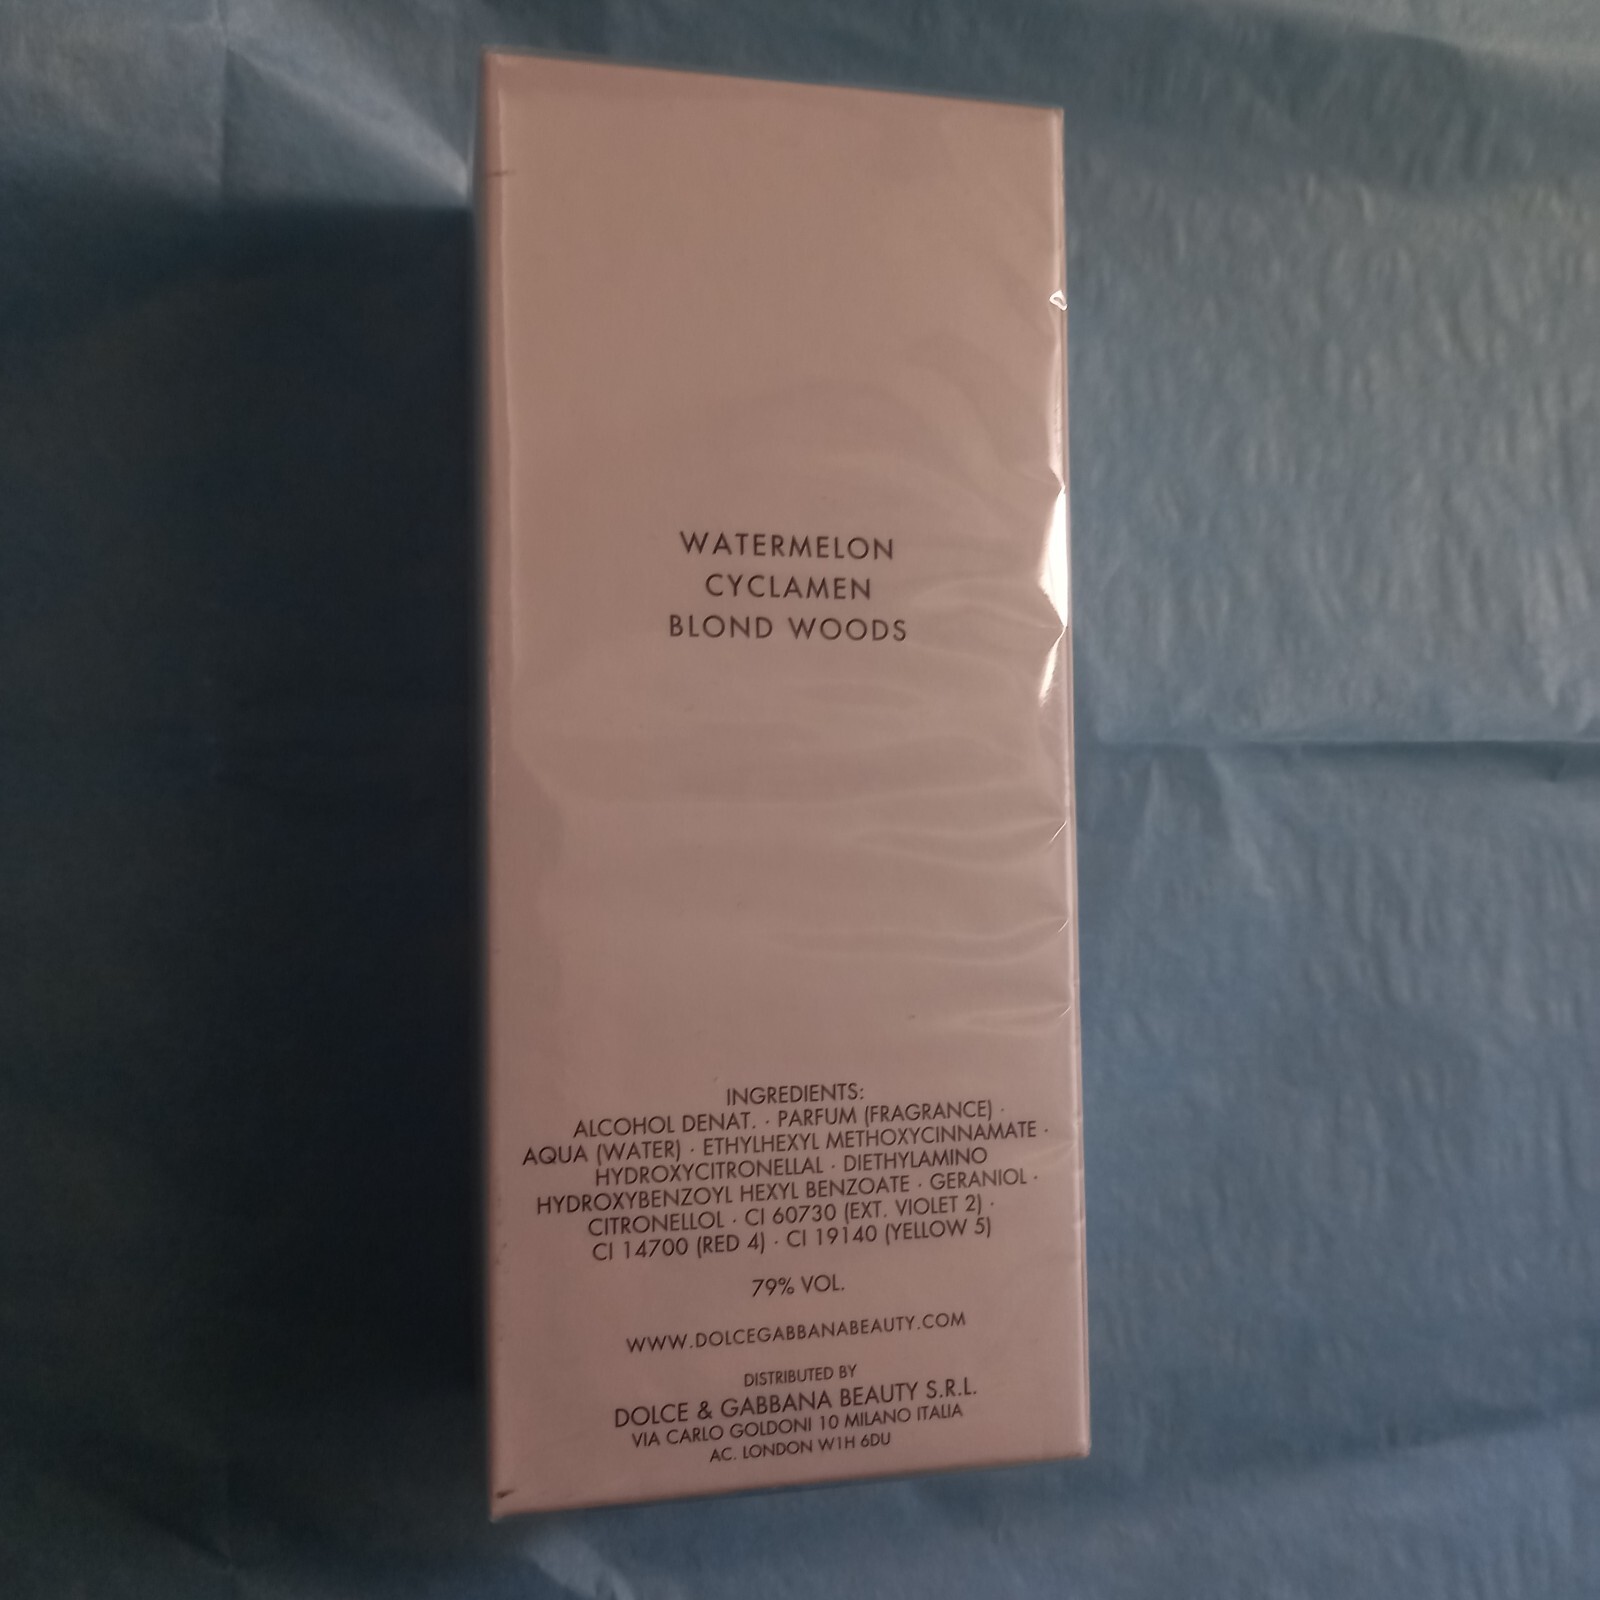 WATERMELON
CYCLAMEN
BLOND WOODS
INGREDIENTS:
ALCOHOL DENAT. · PARFUM (FRAGRANCE) ·
AQUA (WATER) · ETHYLHEXYL METHOXYCINNAMATE ·
HYDROXYCITRONELLAL · DIETHYLAMINO
HYDROXYBENZOYL HEXYL BENZOATE · GERANIOL ·
CITRONELLOL · CI 60730 (EXT. VIOLET 2) ·
CI 14700 (RED 4) · CI 19140 (YELLOW 5)
79% VOL.
WWW.DOLCEGABBANABEAUTY.COM
DISTRIBUTED BY
DOLCE & GABBANA BEAUTY S.R.L.
VIA CARLO GOLDONI 10 MILANO ITALIA
AC. LONDON W1H 6DU